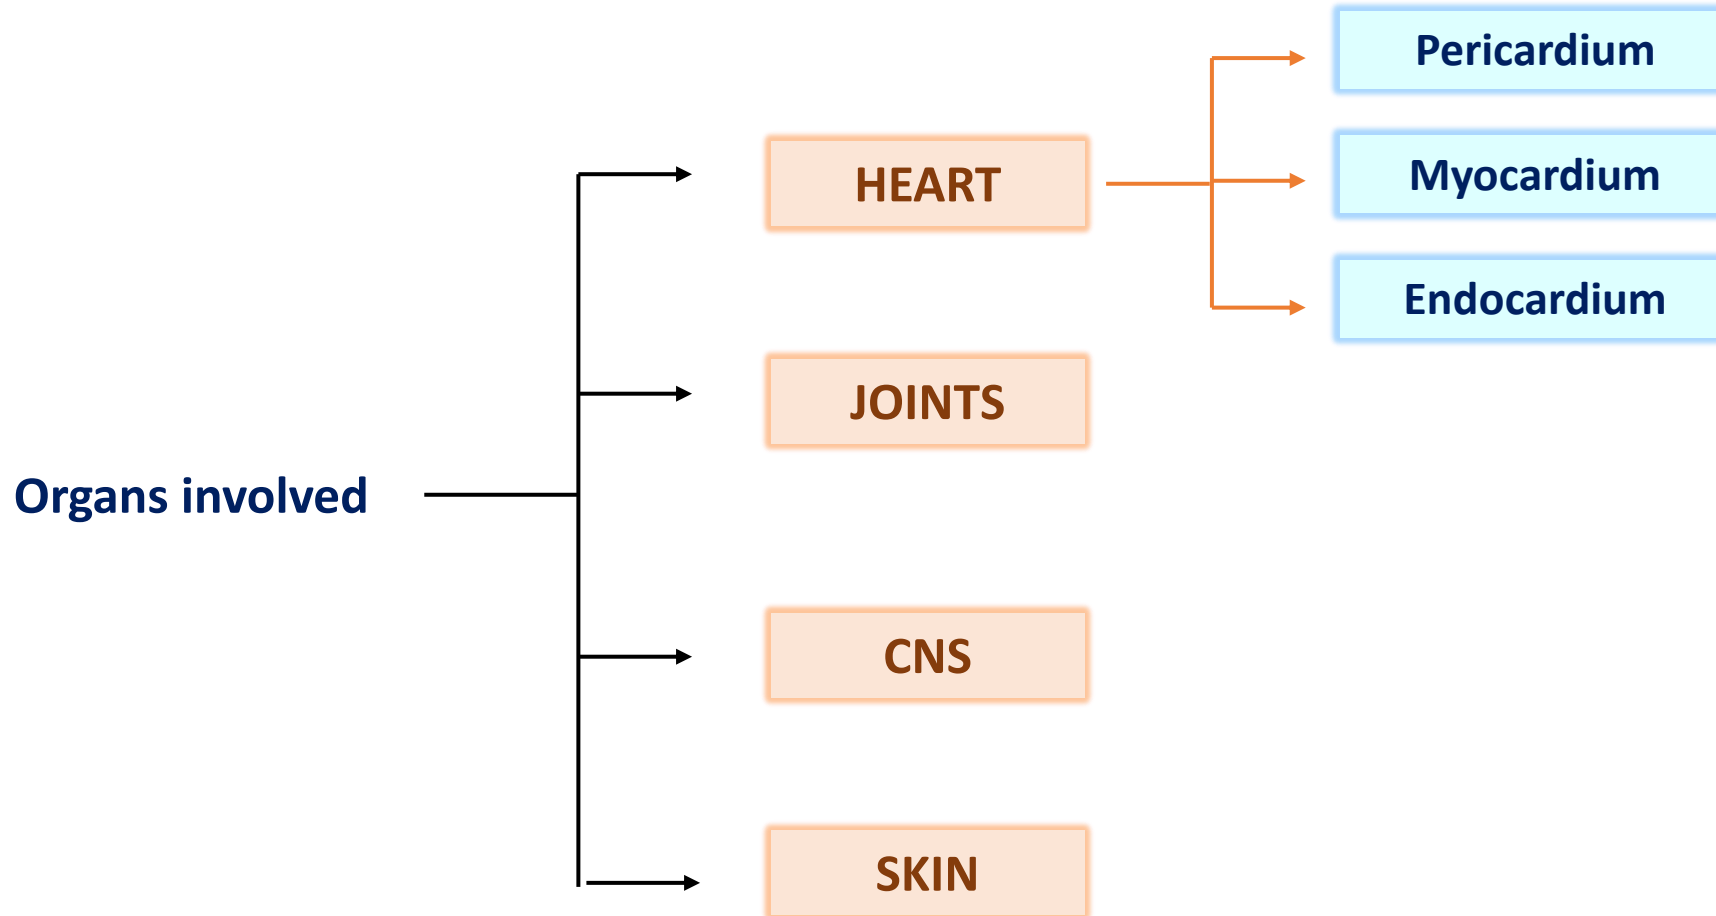 Organs involved
HEART
Pericardium
Myocardium
Endocardium
JOINTS
CNS
SKIN